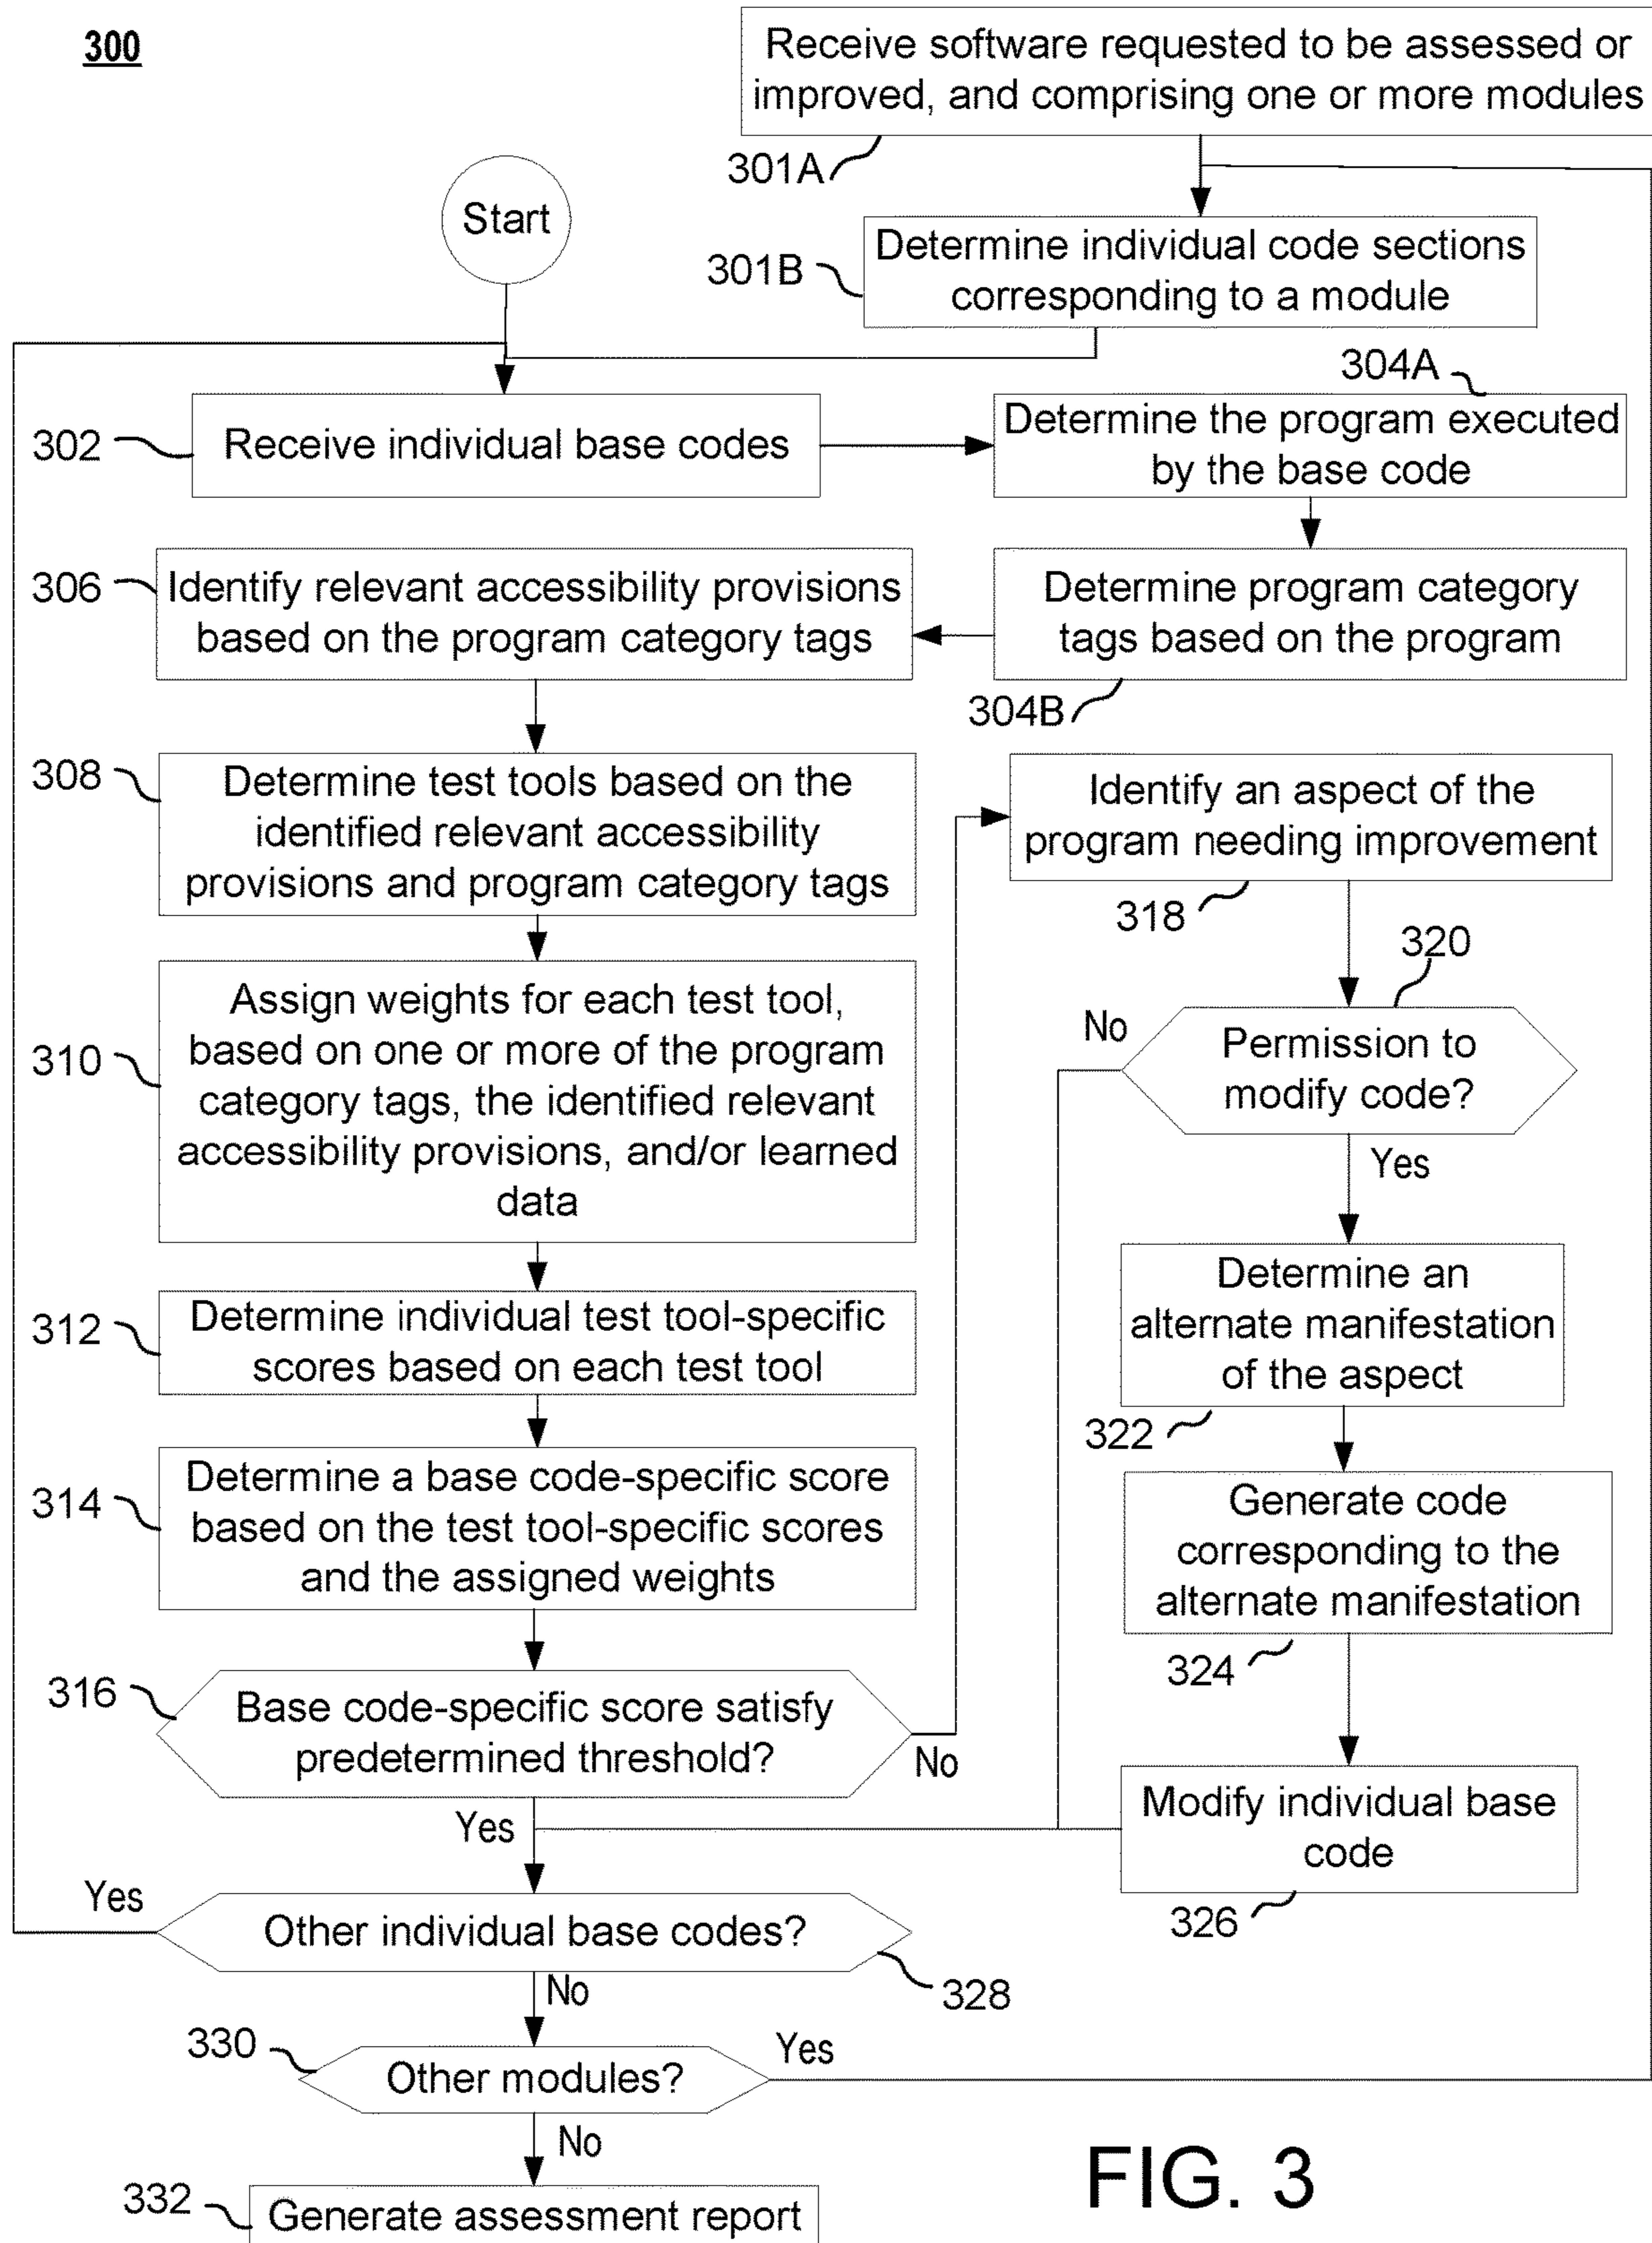 300
Receive software requested to be assessed or
improved, and comprising one or more modules
301A
Start
Determine individual code sections
corresponding to a module
301B
304A
302
Receive individual base codes
Determine the program executed
by the base code
306
Identify relevant accessibility provisions
based on the program category tags
Determine program category
tags based on the program
304B
308
Determine test tools based on the
identified relevant accessibility
provisions and program category tags
Identify an aspect of the
program needing improvement
318
310
Assign weights for each test tool,
based on one or more of the program
category tags, the identified relevant
accessibility provisions, and/or learned
data
320
No
Permission to
modify code?
Yes
312
Determine individual test tool-specific
scores based on each test tool
Determine an
alternate manifestation
of the aspect
322
314
Determine a base code-specific score
based on the test tool-specific scores
and the assigned weights
Generate code
corresponding to the
alternate manifestation
324
316
Base code-specific score satisfy
predetermined threshold?
No
Yes
Modify individual base
code
326
Yes
Other individual base codes?
328
No
330
Other modules?
Yes
No
332
Generate assessment report
FIG. 3